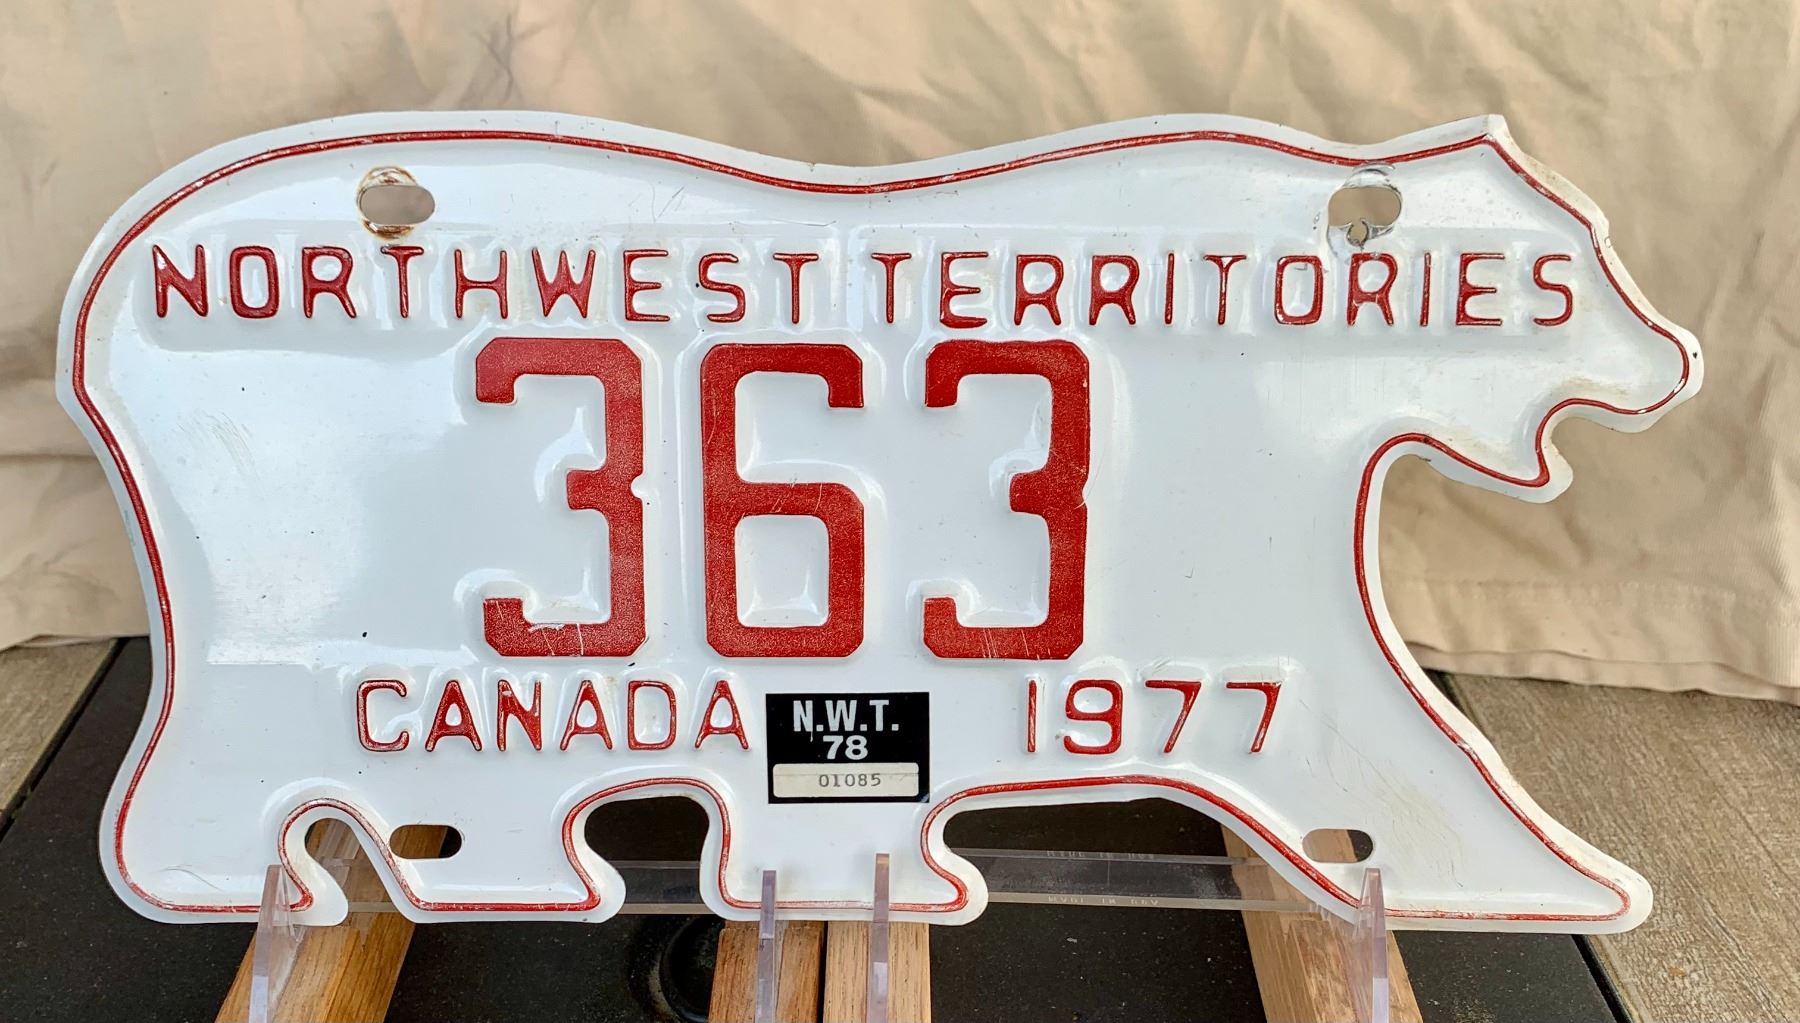 NORTHWEST TERRITORIES
363
CANADA 1977
N.W.T.
78
01085